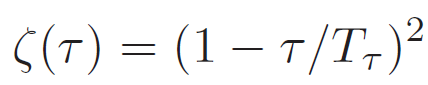 ζ(τ) = (1 − τ/T_τ)²